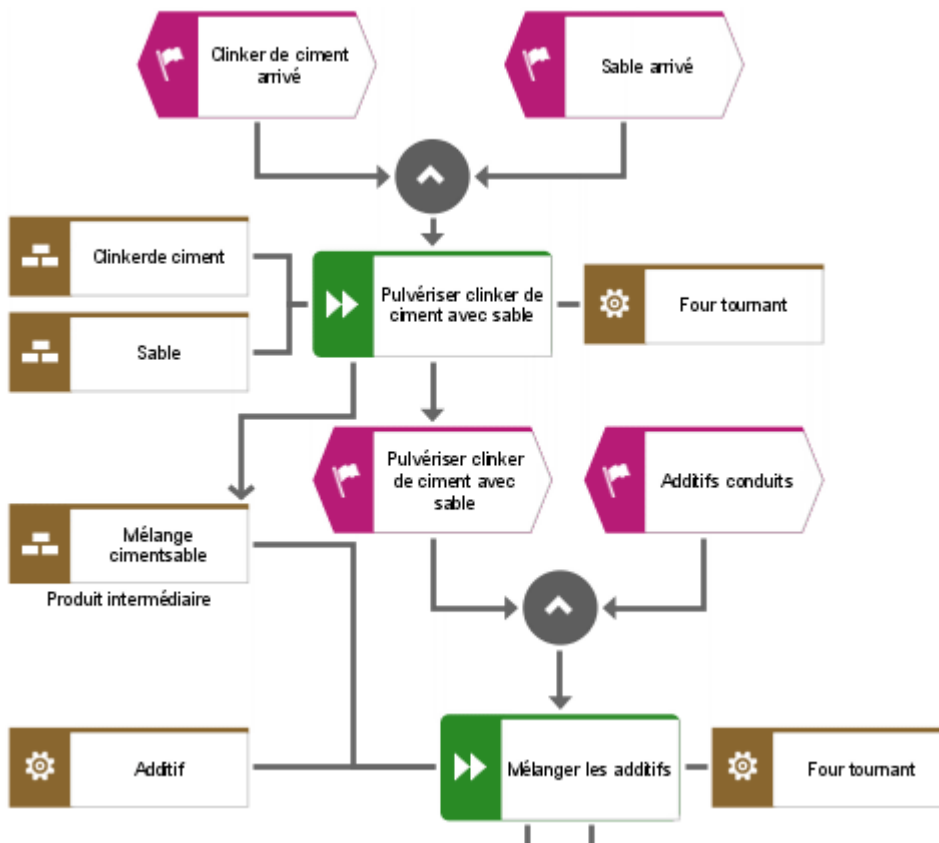 Clinker de ciment
arrivé
Sable arrivé
Clinkerde ciment
Pulvériser clinker de
ciment avec sable
Four tournant
Sable
Pulvériser clinker
de ciment avec
sable
Additifs conduits
Mélange
cimentsable
Produit intermédiaire
Additif
Mélanger les additifs
Four tournant